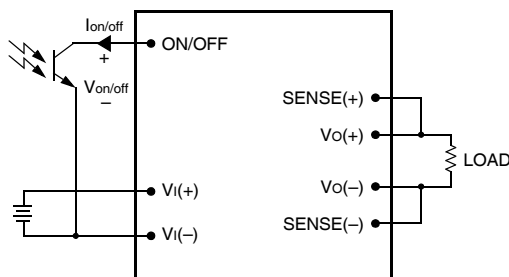 Ion/off
+
ON/OFF
Von/off
–
SENSE(+)
VO(+)
LOAD
VO(–)
SENSE(–)
VI(+)
VI(–)